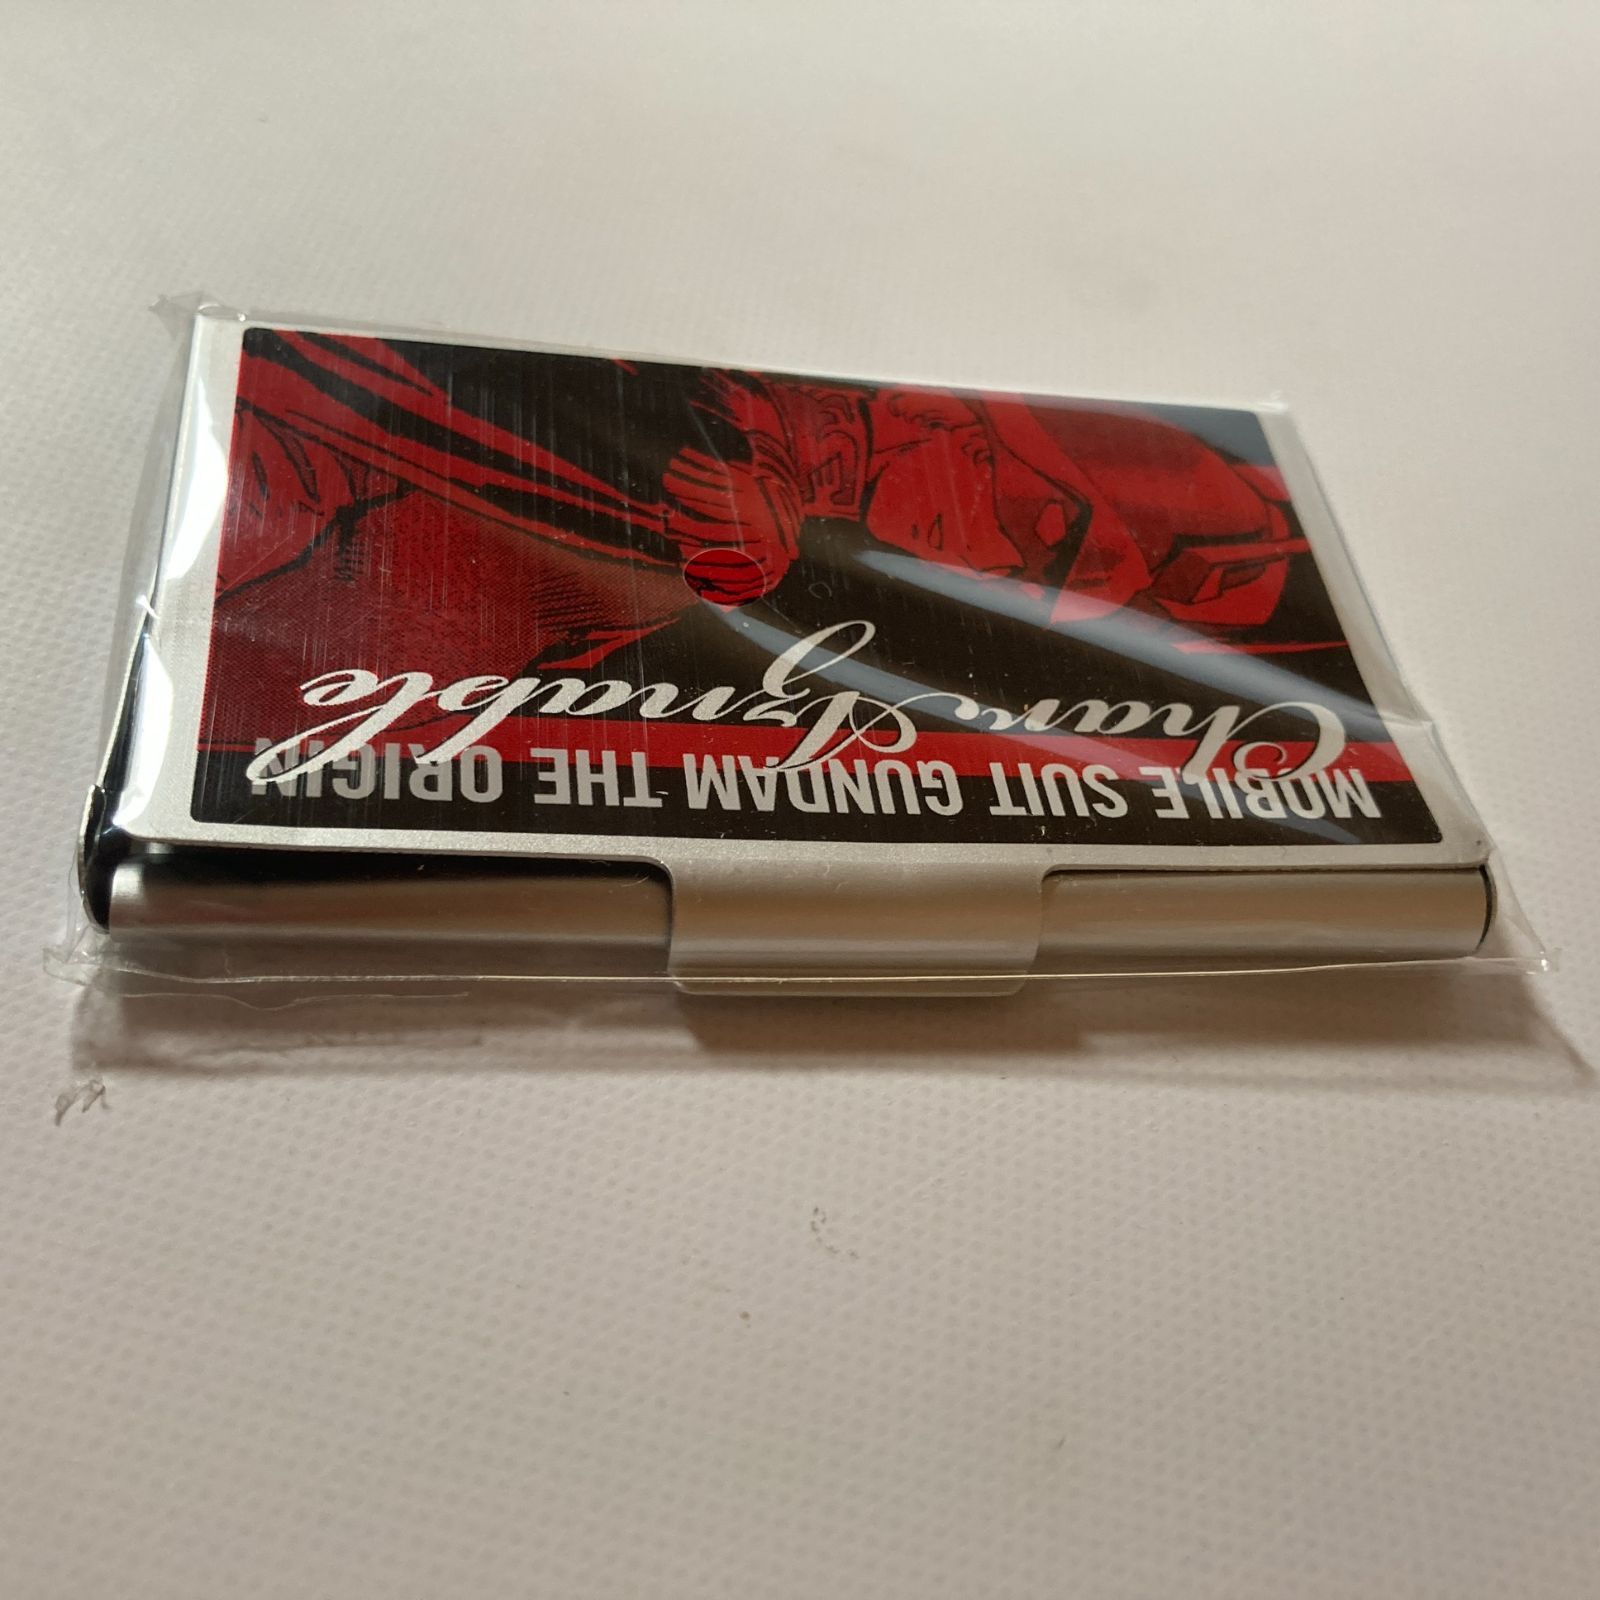 Char Aznable
MOBILE SUIT GUNDAM THE ORIGIN